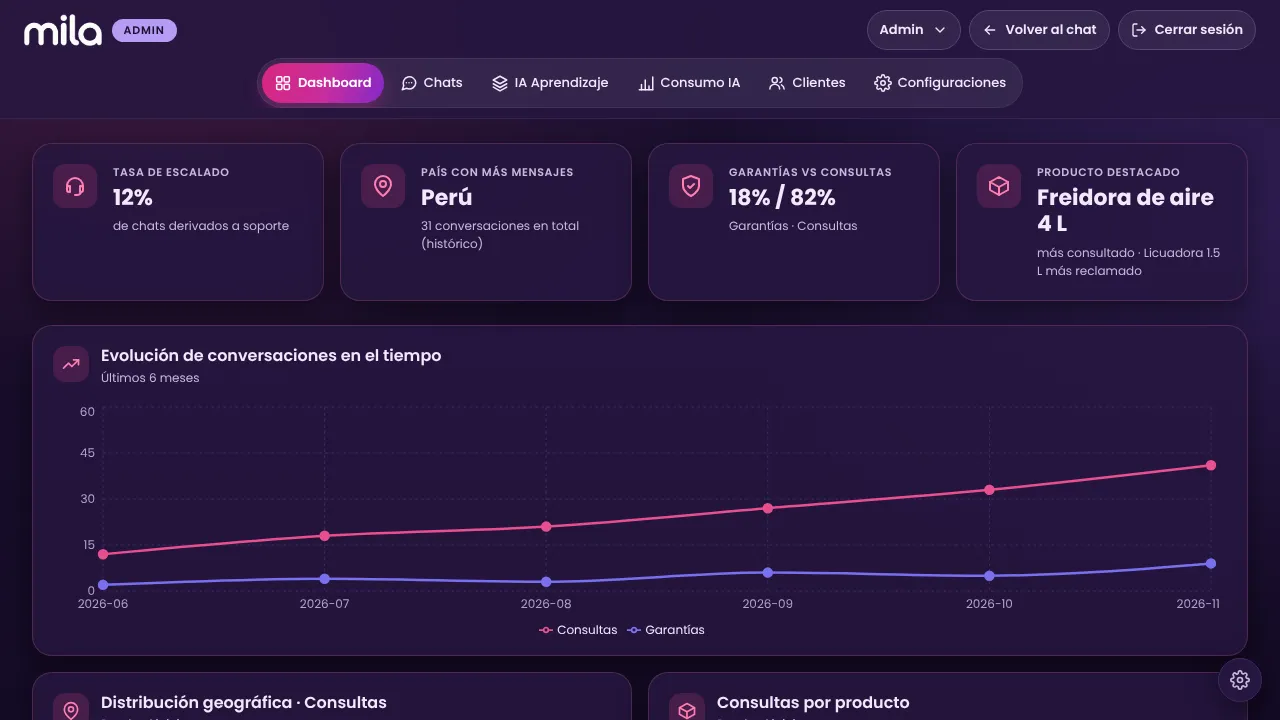 mila
ADMIN
Admin
Volver al chat
Cerrar sesión
Dashboard
Chats
IA Aprendizaje
Consumo IA
Clientes
Configuraciones
TASA DE ESCALADO
12%
de chats derivados a soporte
PAÍS CON MÁS MENSAJES
Perú
31 conversaciones en total
(histórico)
GARANTÍAS VS CONSULTAS
18% / 82%
Garantías · Consultas
PRODUCTO DESTACADO
Freidora de aire
4 L
más consultado · Licuadora 1.5
L más reclamado
Evolución de conversaciones en el tiempo
Últimos 6 meses
60
45
30
15
0
2026-06
2026-07
2026-08
2026-09
2026-10
2026-11
Consultas
Garantías
Distribución geográfica · Consultas
Consultas por producto